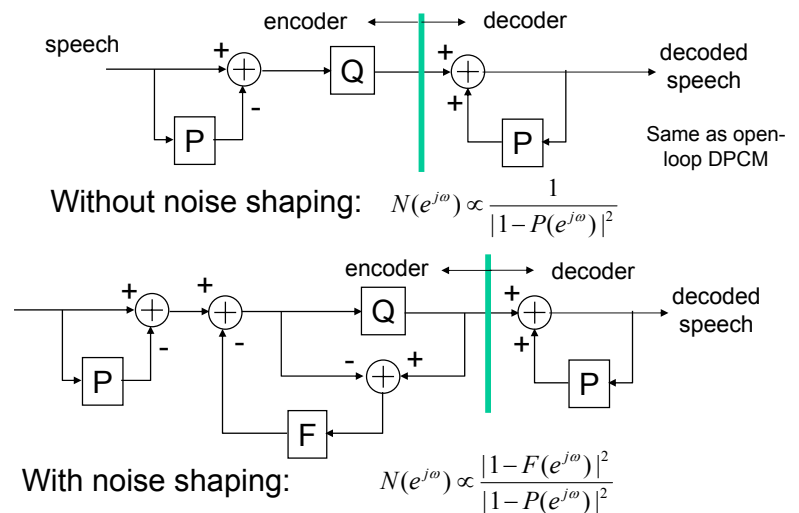 encoder decoder
speech
+ + Q + decoded
speech
- +
P P
Same as open-
loop DPCM
Without noise shaping: N(e^{jω}) ∝ 1 / |1−P(e^{jω})|^2
encoder decoder
+ + Q + decoded
speech
- - - + +
P P
F
With noise shaping: N(e^{jω}) ∝ |1−F(e^{jω})|^2 / |1−P(e^{jω})|^2